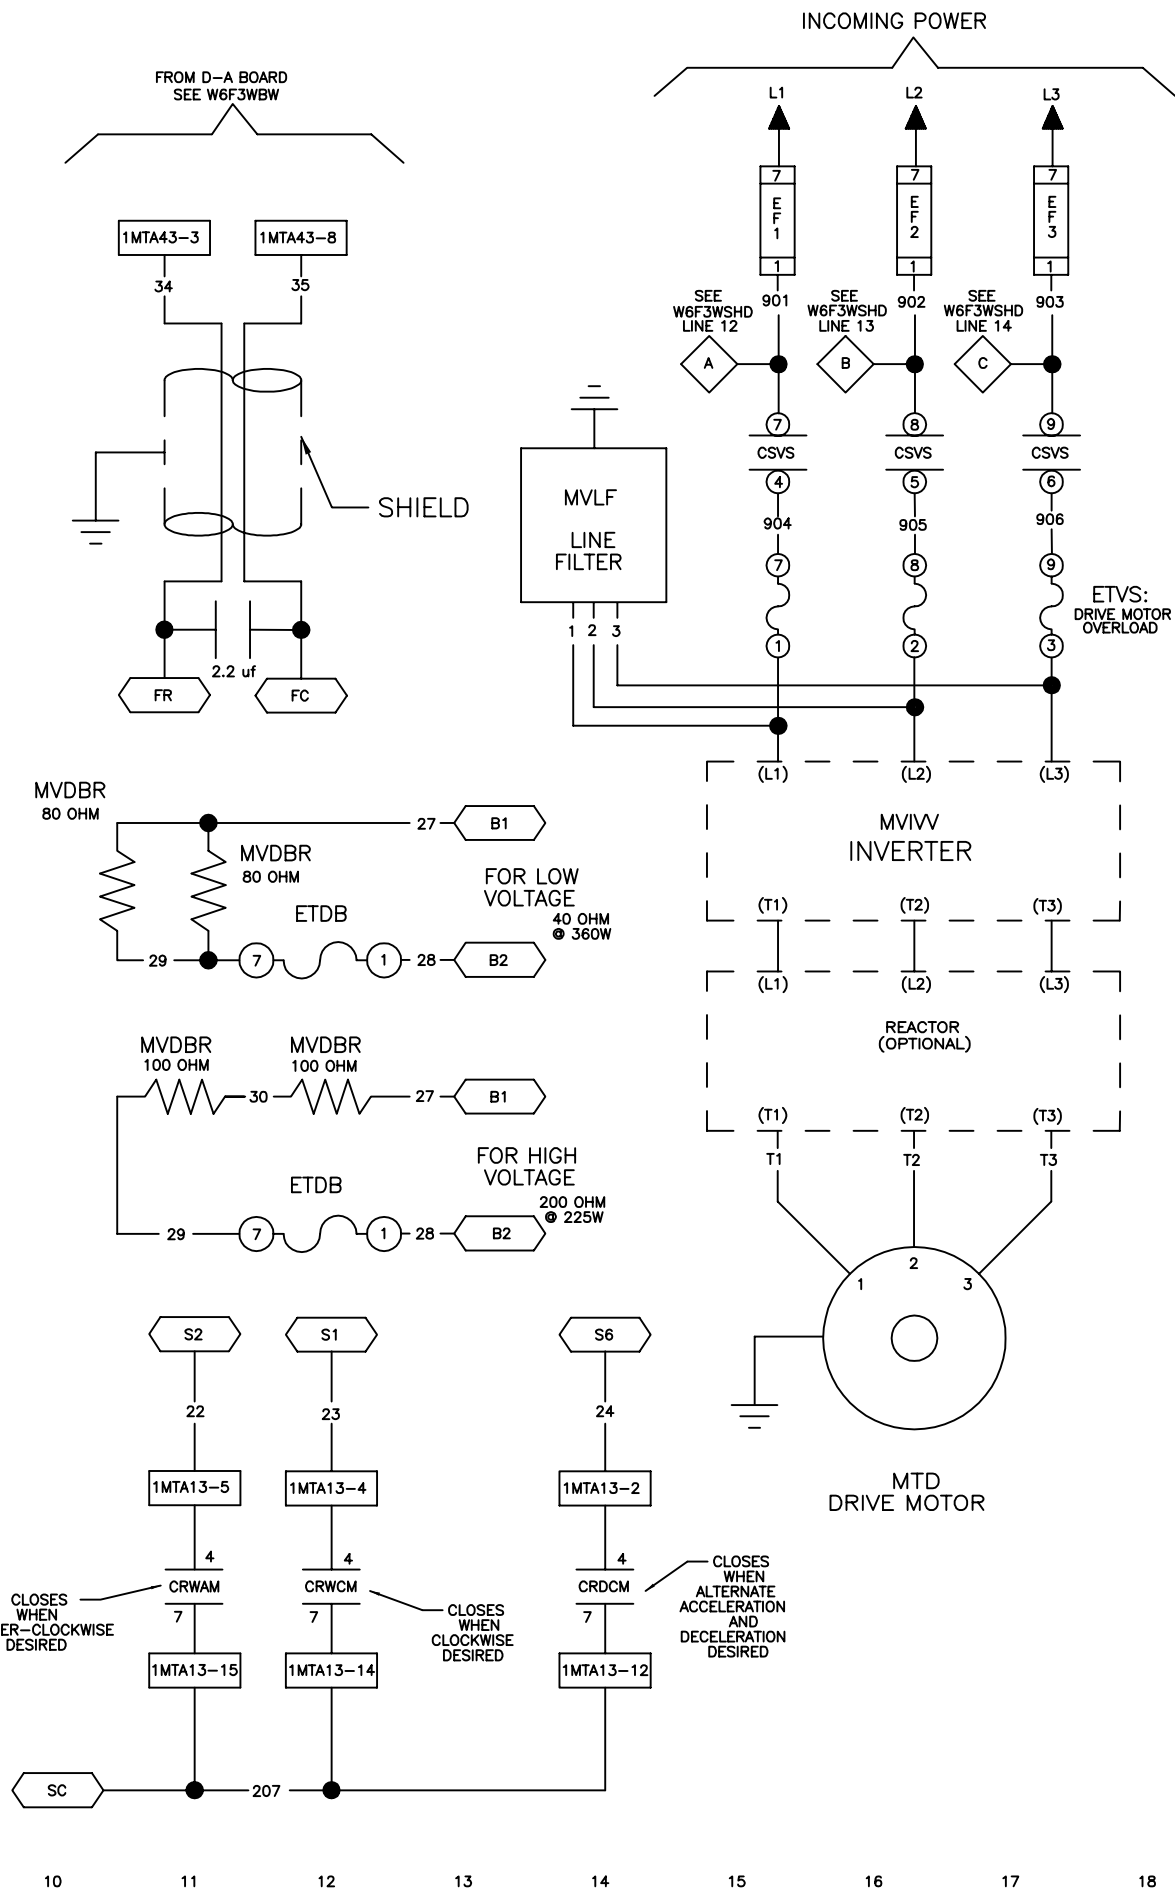 INCOMING POWER
FROM D-A BOARD
SEE W6F3WBW
L1
L2
L3
7
7
7
EF1
EF2
EF3
1
1
1
1MTA43-3
1MTA43-8
34
35
901
902
903
SEE
W6F3WSHD
LINE 12
SEE
W6F3WSHD
LINE 13
SEE
W6F3WSHD
LINE 14
A
B
C
7
8
9
CSVS
CSVS
CSVS
4
5
6
SHIELD
MVLF
LINE
FILTER
904
905
906
7
8
9
ETVS:
DRIVE MOTOR
OVERLOAD
1 2 3
1
2
3
2.2 uf
FR
FC
(L1)
(L2)
(L3)
MVIVV
INVERTER
(T1)
(T2)
(T3)
MVDBR
80 OHM
27
B1
MVDBR
80 OHM
FOR LOW
VOLTAGE
40 OHM
@ 360W
ETDB
29
7
1
28
B2
(L1)
(L2)
(L3)
REACTOR
(OPTIONAL)
(T1)
(T2)
(T3)
MVDBR
100 OHM
MVDBR
100 OHM
30
27
B1
FOR HIGH
VOLTAGE
200 OHM
@ 225W
ETDB
29
7
1
28
B2
T1
T2
T3
1
2
3
MTD
DRIVE MOTOR
S2
S1
S6
22
23
24
1MTA13-5
1MTA13-4
1MTA13-2
4
4
4
CRWAM
CRWCM
CRDCM
7
7
7
CLOSES
WHEN
ER-CLOCKWISE
DESIRED
CLOSES
WHEN
CLOCKWISE
DESIRED
CLOSES
WHEN
ALTERNATE
ACCELERATION
AND
DECELERATION
DESIRED
1MTA13-15
1MTA13-14
1MTA13-12
SC
207
10 11 12 13 14 15 16 17 18